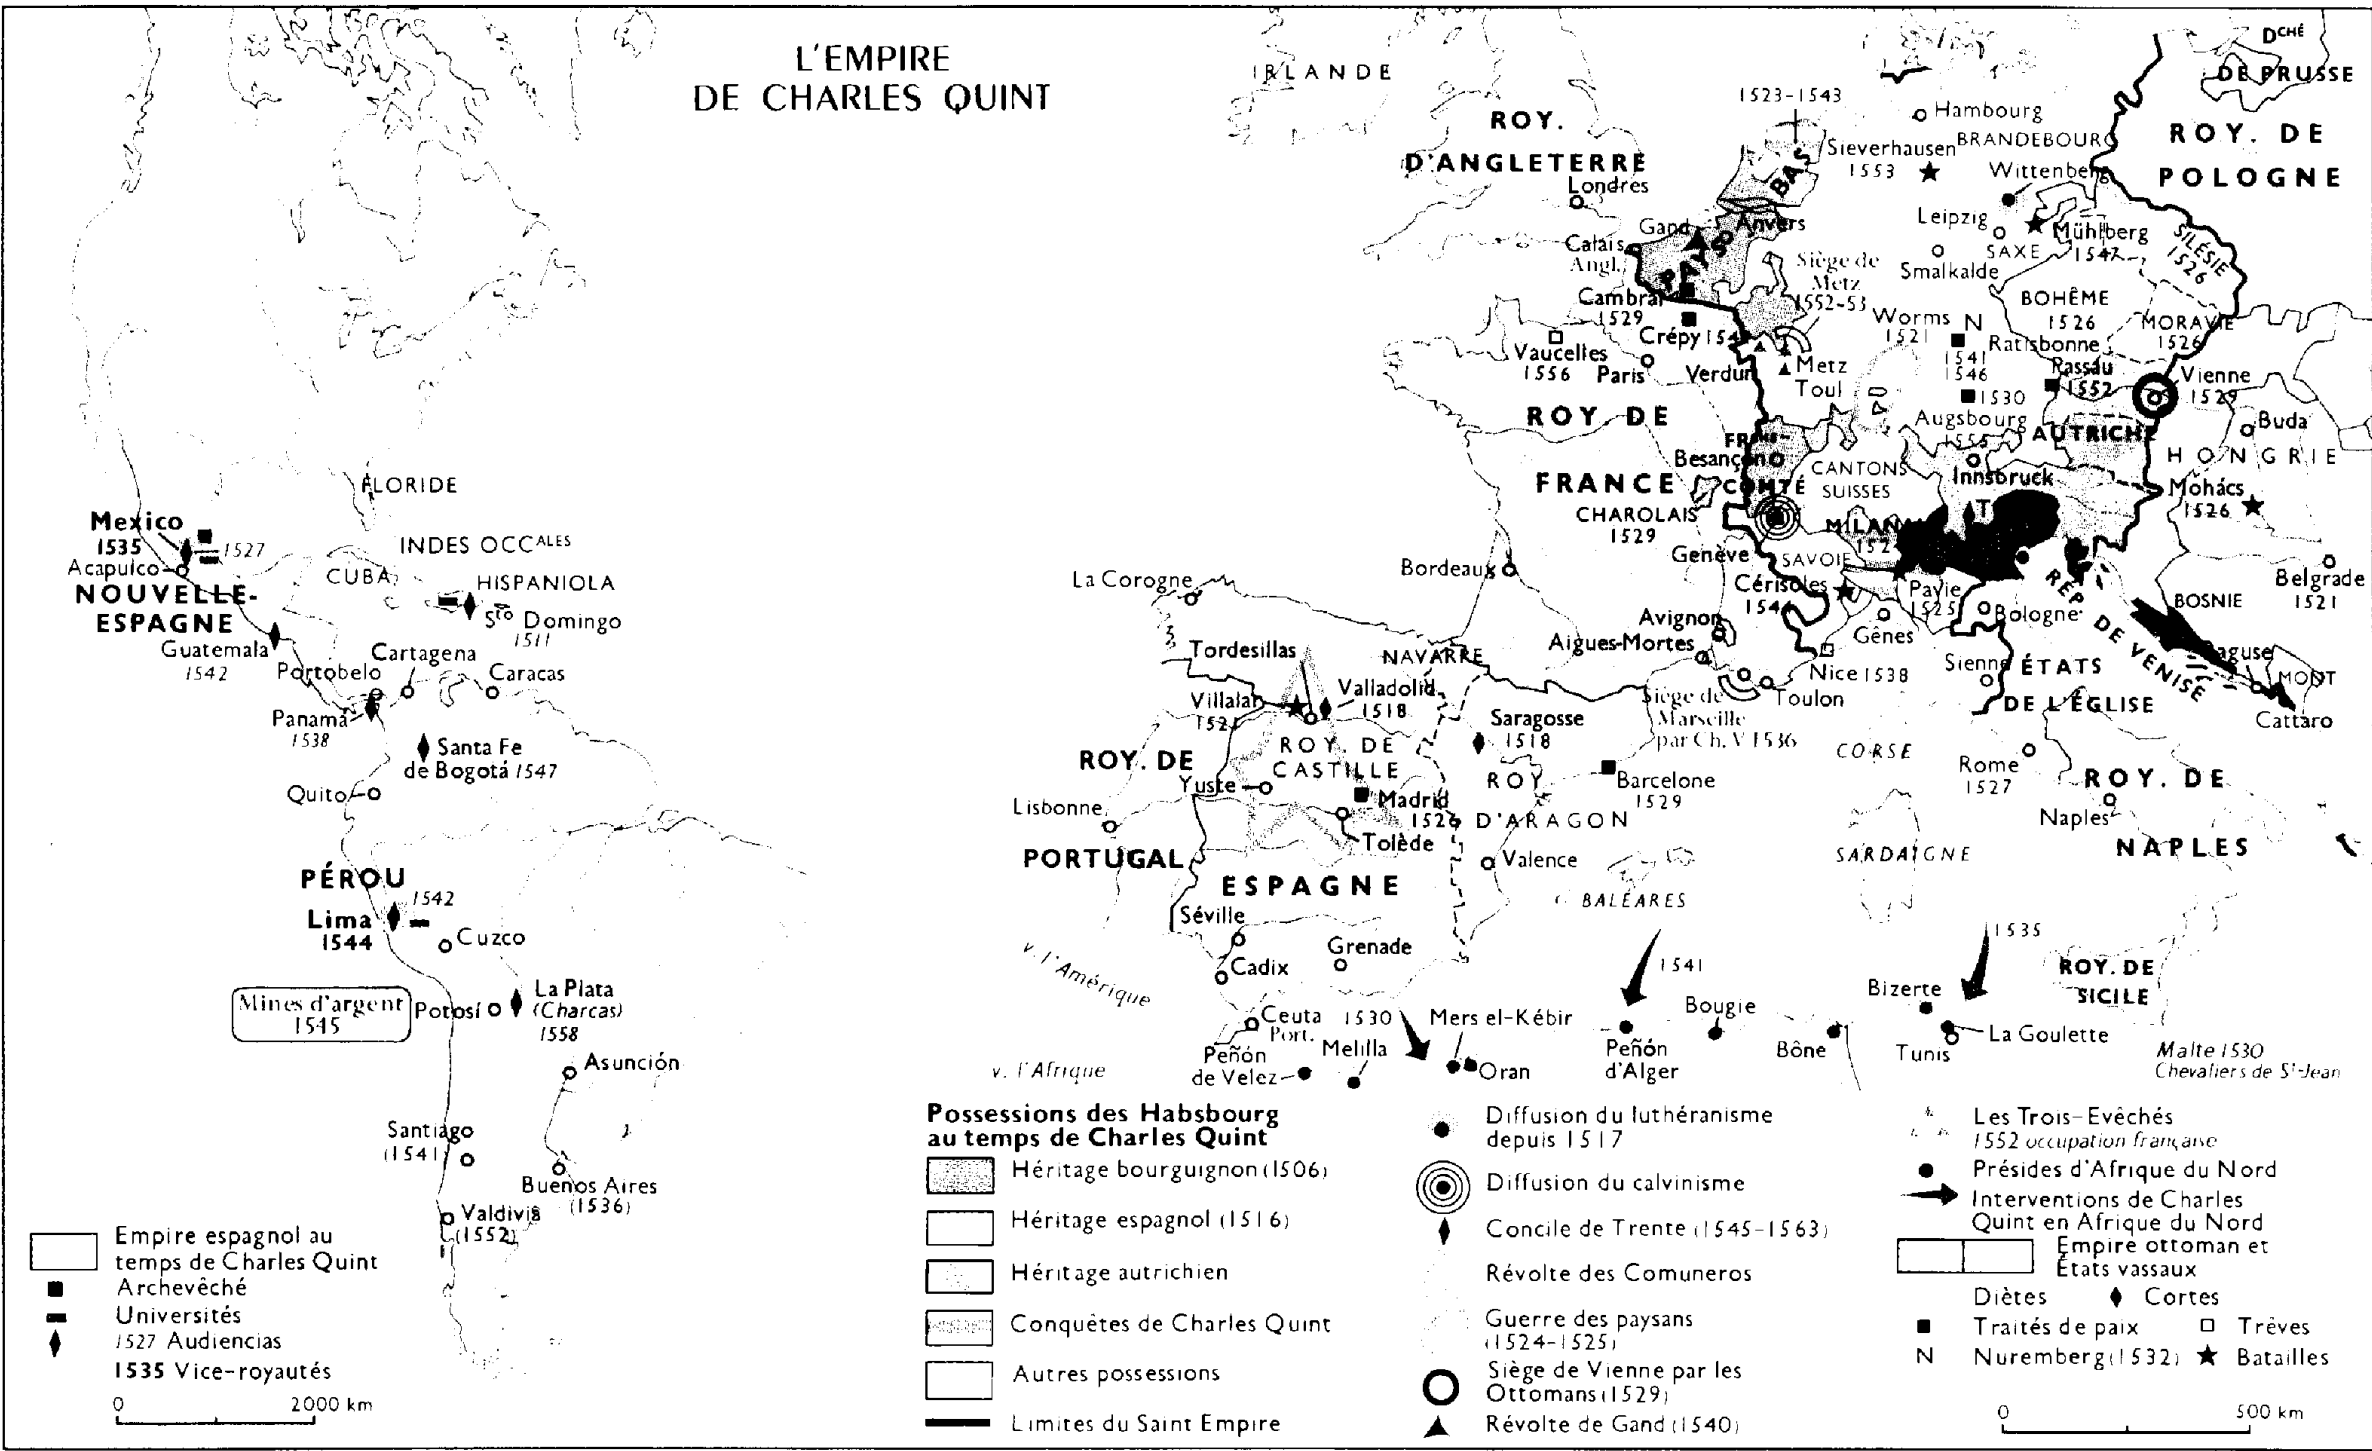 L'EMPIRE
DE CHARLES QUINT
FLORIDE
Mexico
1535
1527
Acapulco
INDES OCCALES
CUBA
HISPANIOLA
NOUVELLE-
ESPAGNE
Sto Domingo
1511
Guatemala
1542
Portobelo
Cartagena
Caracas
Panamá
1538
Santa Fe
de Bogotá 1547
Quito
PÉROU
1542
Lima
1544
Cuzco
Mines d'argent
1545
Potosí
La Plata
(Charcas)
1558
Asunción
Santiago
(1541)
Buenos Aires
(1536)
Valdivia
(1552)
Empire espagnol au
temps de Charles Quint
Archevêché
Universités
1527 Audiencias
1535 Vice-royautés
0 2000 km
IRLANDE
ROY.
D'ANGLETERRE
Londres
1523-1543
Hambourg
DCHÉ
DE PRUSSE
BRANDEBOURG
Sieverhausen
1553
Wittenberg
ROY. DE
POLOGNE
PAYS BAS
Gand
Anvers
Calais
Angl.
Leipzig
SAXE
Mühlberg
1547
SILÉSIE
1526
Smalkalde
Siège de
Metz
1552-53
Cambrai
1529
Crépy 154
BOHÊME
1526
MORAVIE
1526
Worms
1521
N
Ratisbonne
1541
1546
Vaucelles
1556
Paris
Verdun
Metz
Toul
Passau
1552
Vienne
1529
1530
Augsbourg
1555
AUTRICHE
Buda
HONGRIE
ROY. DE
FRANCE
Besançon
COMTÉ
CANTONS
SUISSES
Innsbruck
T
Mohács
1526
CHAROLAIS
1529
Genève
SAVOIE
Cérisoles
1544
Pavie
1525
Bologne
RÉP. DE VENISE
BOSNIE
Belgrade
1521
Bordeaux
La Corogne
Avignon
Aigues-Mortes
Gênes
Nice 1538
Sienne
ÉTATS
DE L'ÉGLISE
Raguse
MONT
Cattaro
Tordesillas
NAVARRE
Villalar
1521
Valladolid
1518
Saragosse
1518
Siège de
Marseille
par Ch. V 1536
Toulon
CORSE
Rome
1527
ROY. DE
NAPLES
Naples
ROY. DE
PORTUGAL
Lisbonne
ROY. DE
CASTILLE
Yuste
Madrid
1526
Tolède
ROY
D'ARAGON
Barcelone
1529
Valence
ESPAGNE
BALÉARES
SARDAIGNE
Séville
Cadix
Grenade
v. l'Amérique
1541
1535
ROY. DE
SICILE
Ceuta
Port.
1530
Mers el-Kébir
Bougie
Bizerte
La Goulette
Peñón
de Velez
Melilla
Oran
Peñón
d'Alger
Bône
Tunis
v. l'Afrique
Malte 1530
Chevaliers de St-Jean
Possessions des Habsbourg
au temps de Charles Quint
Héritage bourguignon (1506)
Héritage espagnol (1516)
Héritage autrichien
Conquêtes de Charles Quint
Autres possessions
Limites du Saint Empire
Diffusion du luthéranisme
depuis 1517
Diffusion du calvinisme
Concile de Trente (1545-1563)
Révolte des Comuneros
Guerre des paysans
(1524-1525)
Siège de Vienne par les
Ottomans (1529)
Révolte de Gand (1540)
Les Trois-Evêchés
1552 occupation française
Présides d'Afrique du Nord
Interventions de Charles
Quint en Afrique du Nord
Empire ottoman et
États vassaux
Diètes
Cortes
Traités de paix
Trêves
N Nuremberg (1532)
Batailles
0 500 km